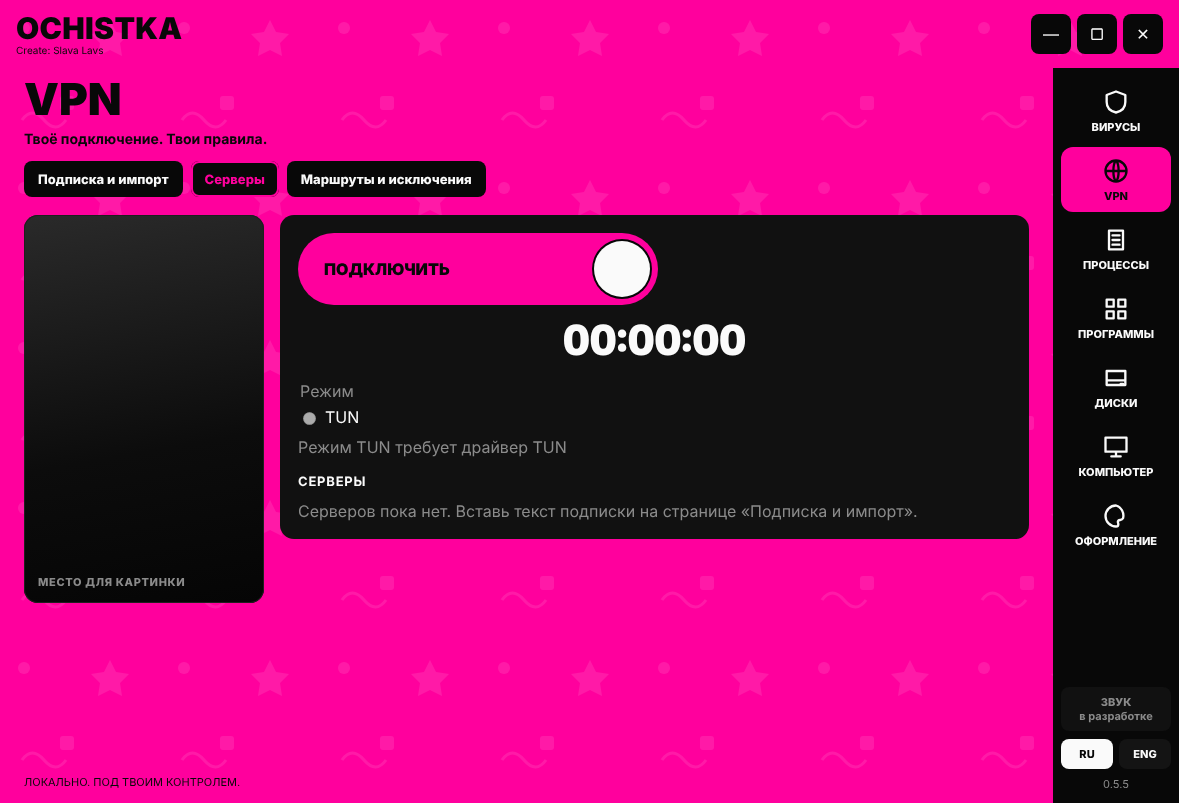 OCHISTKA
Create: Slava Lavs
VPN
Твоё подключение. Твои правила.
Подписка и импорт
Серверы
Маршруты и исключения
МЕСТО ДЛЯ КАРТИНКИ
ПОДКЛЮЧИТЬ
00:00:00
Режим
TUN
Режим TUN требует драйвер TUN
СЕРВЕРЫ
Серверов пока нет. Вставь текст подписки на странице «Подписка и импорт».
ЛОКАЛЬНО. ПОД ТВОИМ КОНТРОЛЕМ.
ВИРУСЫ
VPN
ПРОЦЕССЫ
ПРОГРАММЫ
ДИСКИ
КОМПЬЮТЕР
ОФОРМЛЕНИЕ
ЗВУК
в разработке
RU
ENG
0.5.5